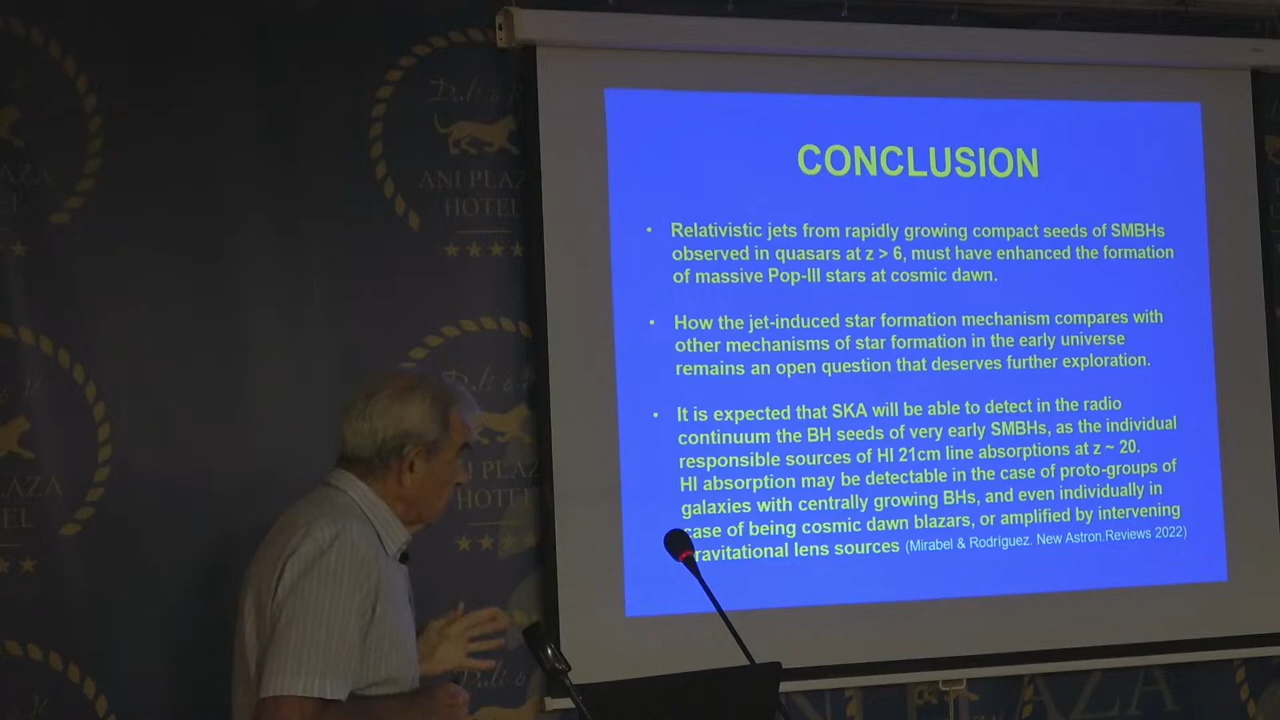 CONCLUSION
• Relativistic jets from rapidly growing compact seeds of SMBHs
observed in quasars at z > 6, must have enhanced the formation
of massive Pop-III stars at cosmic dawn.
• How the jet-induced star formation mechanism compares with
other mechanisms of star formation in the early universe
remains an open question that deserves further exploration.
• It is expected that SKA will be able to detect in the radio
continuum the BH seeds of very early SMBHs, as the individual
responsible sources of HI 21cm line absorptions at z ~ 20.
HI absorption may be detectable in the case of proto-groups of
galaxies with centrally growing BHs, and even individually in
case of being cosmic dawn blazars, or amplified by intervening
gravitational lens sources (Mirabel & Rodríguez. New Astron.Reviews 2022)
ANI PLAZA
HOTEL
ANI PLAZA
HOTEL